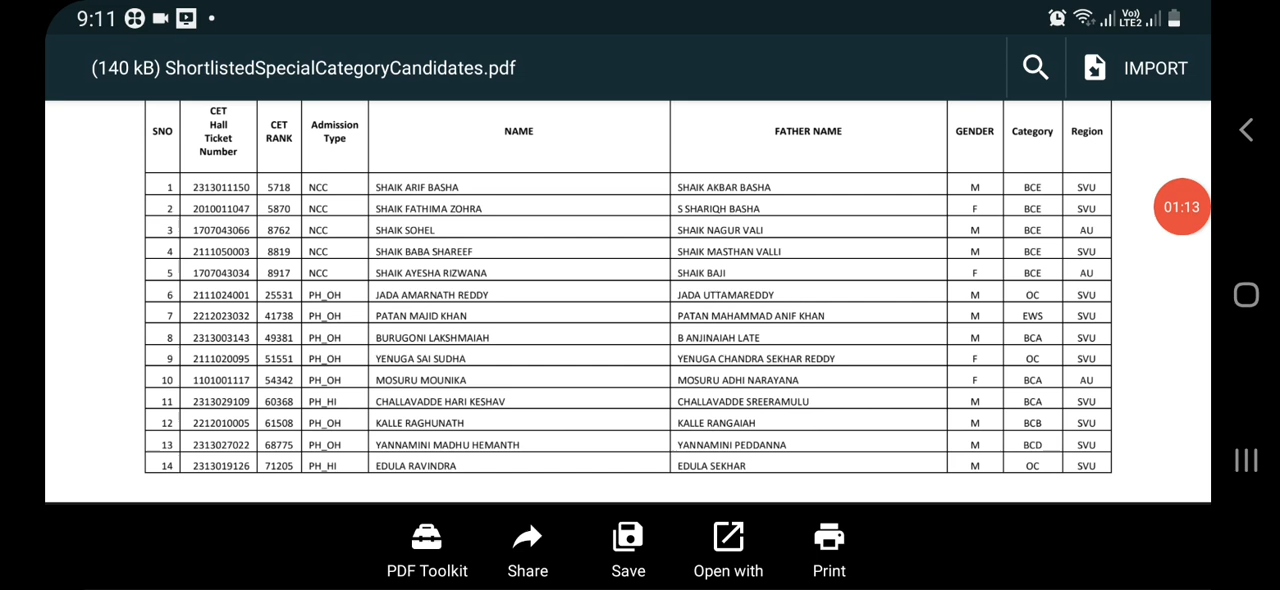 9:11 Vo)) LTE2
(140 kB) ShortlistedSpecialCategoryCandidates.pdf IMPORT
SNO CET Hall Ticket Number CET RANK Admission Type NAME FATHER NAME GENDER Category Region
1 2313011150 5718 NCC SHAIK ARIF BASHA SHAIK AKBAR BASHA M BCE SVU
2 2010011047 5870 NCC SHAIK FATHIMA ZOHRA S SHARIQH BASHA F BCE SVU
3 1707043066 8762 NCC SHAIK SOHEL SHAIK NAGUR VALI M BCE AU
4 2111050003 8819 NCC SHAIK BABA SHAREEF SHAIK MASTHAN VALLI M BCE SVU
5 1707043034 8917 NCC SHAIK AYESHA RIZWANA SHAIK BAJI F BCE AU
6 2111024001 25531 PH_OH JADA AMARNATH REDDY JADA UTTAMAREDDY M OC SVU
7 2212023032 41738 PH_OH PATAN MAJID KHAN PATAN MAHAMMAD ANIF KHAN M EWS SVU
8 2313003143 49381 PH_OH BURUGONI LAKSHMAIAH B ANJINAIAH LATE M BCA SVU
9 2111020095 51551 PH_OH YENUGA SAI SUDHA YENUGA CHANDRA SEKHAR REDDY F OC SVU
10 1101001117 54342 PH_OH MOSURU MOUNIKA MOSURU ADHI NARAYANA F BCA AU
11 2313029109 60368 PH_HI CHALLAVADDE HARI KESHAV CHALLAVADDE SREERAMULU M BCA SVU
12 2212010005 61508 PH_OH KALLE RAGHUNATH KALLE RANGAIAH M BCB SVU
13 2313027022 68775 PH_OH YANNAMINI MADHU HEMANTH YANNAMINI PEDDANNA M BCD SVU
14 2313019126 71205 PH_HI EDULA RAVINDRA EDULA SEKHAR M OC SVU
01:13
PDF Toolkit Share Save Open with Print